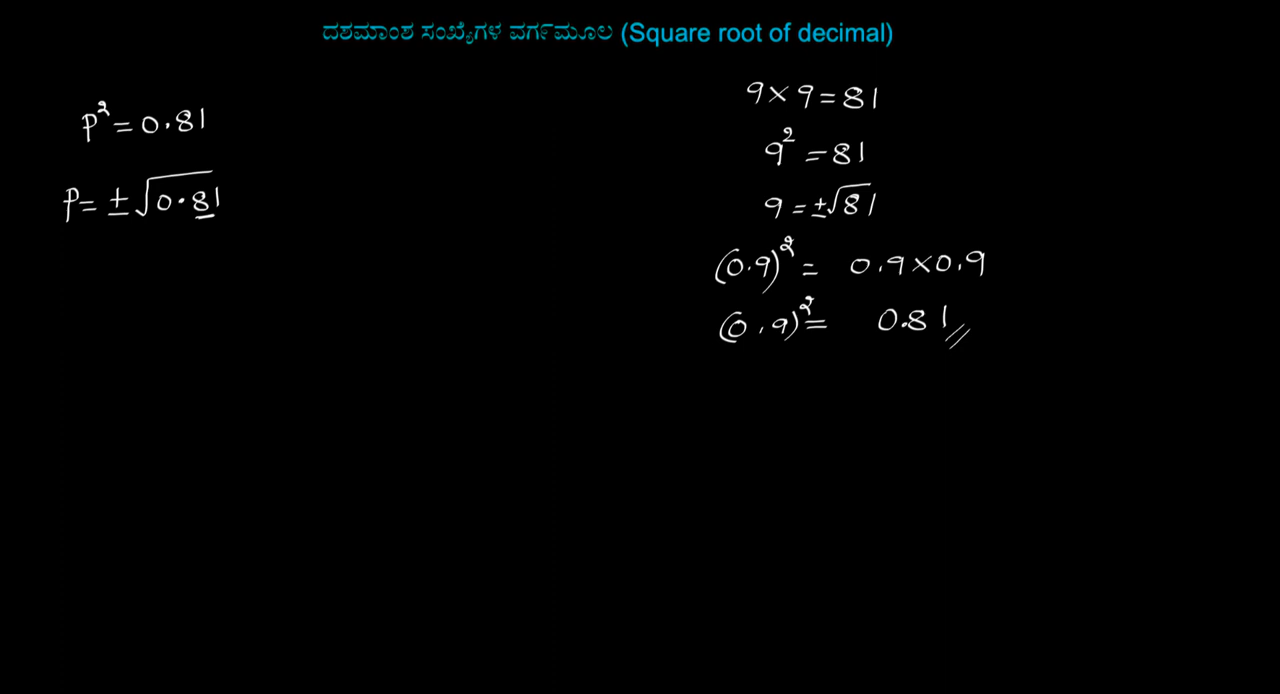 ದಶಮಾಂಶ ಸಂಖ್ಯೆಗಳ ವರ್ಗಮೂಲ (Square root of decimal)
p² = 0.81
p = ±√0.81
9 × 9 = 81
9² = 81
9 = ±√81
(0.9)² = 0.9 × 0.9
(0.9)² = 0.81